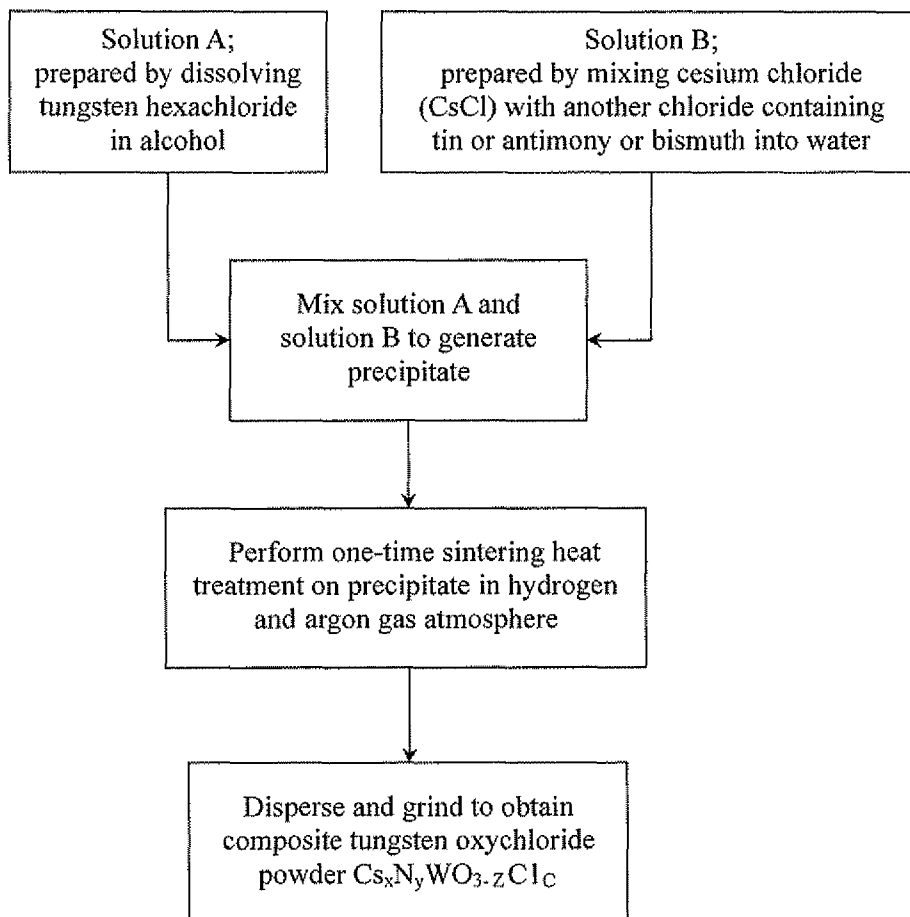 Solution A;
prepared by dissolving
tungsten hexachloride
in alcohol
Solution B;
prepared by mixing cesium chloride
(CsCl) with another chloride containing
tin or antimony or bismuth into water
Mix solution A and
solution B to generate
precipitate
Perform one-time sintering heat
treatment on precipitate in hydrogen
and argon gas atmosphere
Disperse and grind to obtain
composite tungsten oxychloride
powder CsₓNᵧWO₃₋ZClC